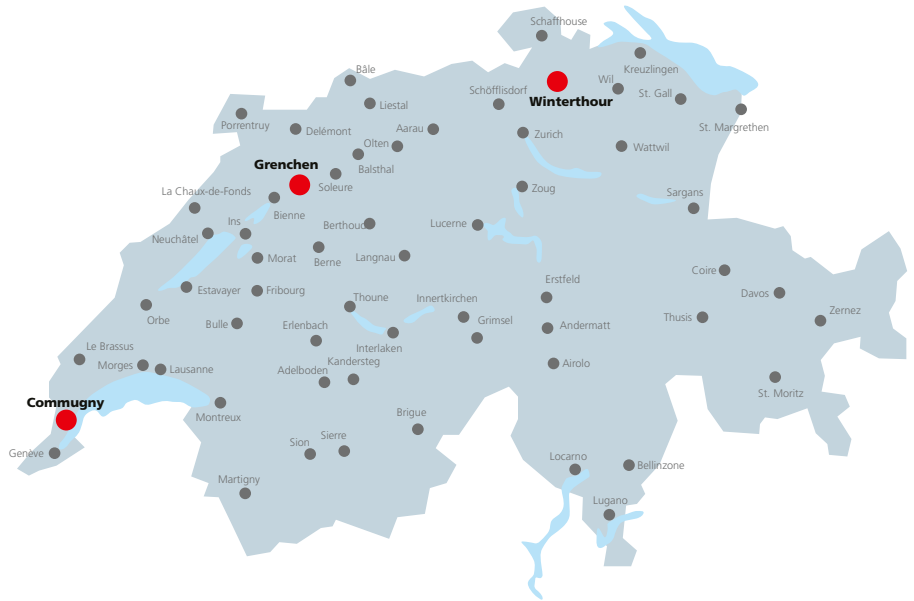 Schaffhouse
Kreuzlingen
Bâle
Wil
Schöfflisdorf
St. Gall
Winterthour
Liestal
Porrentruy
Delémont
Aarau
Zurich
St. Margrethen
Olten
Wattwil
Grenchen
Balsthal
Soleure
La Chaux-de-Fonds
Zoug
Sargans
Bienne
Ins
Berthoud
Lucerne
Neuchâtel
Morat
Berne
Langnau
Coire
Erstfeld
Estavayer
Fribourg
Thoune
Innertkirchen
Davos
Zernez
Orbe
Bulle
Erlenbach
Grimsel
Andermatt
Thusis
Le Brassus
Interlaken
Morges
Lausanne
Kandersteg
Adelboden
Airolo
St. Moritz
Commugny
Montreux
Brigue
Genève
Sion
Sierre
Locarno
Bellinzone
Martigny
Lugano